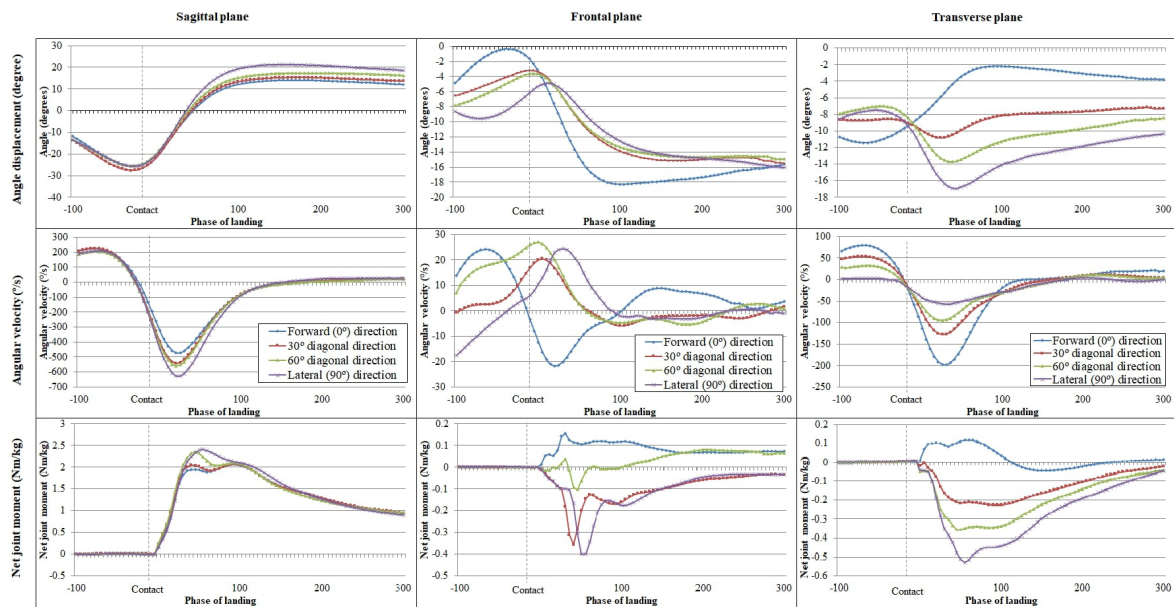 Sagittal plane
Frontal plane
Transverse plane
Angle displacement (degree)
Angle (degrees)
30
20
10
0
-10
-20
-30
-40
-100
Contact
100
200
300
Phase of landing
Angle (degrees)
0
-2
-4
-6
-8
-10
-12
-14
-16
-18
-20
-100
Contact
100
200
300
Phase of landing
Angle (degrees)
0
-2
-4
-6
-8
-10
-12
-14
-16
-18
-100
Contact
100
200
300
Phase of landing
Angular velocity (º/s)
Angular velocity (º/s)
300
200
100
0
-100
-200
-300
-400
-500
-600
-700
Forward (0º) direction
30º diagonal direction
60º diagonal direction
Lateral (90º) direction
-100
Contact
100
200
300
Phase of landing
Angular velocity (º/s)
30
20
10
0
10
20
30
Forward (0º) direction
30º diagonal direction
60º diagonal direction
Lateral (90º) direction
-100
Contact
100
200
300
Phase of landing
Angular velocity (º/s)
100
50
0
-50
-100
-150
-200
-250
Forward (0º) direction
30º diagonal direction
60º diagonal direction
Lateral (90º) direction
-100
Contact
100
200
300
Phase of landing
Net joint moment (Nm/kg)
Net joint moment (Nm/kg)
3
2.5
2
1.5
1
0.5
0
-0.5
-100
Contact
100
200
300
Phase of landing
Net joint moment (Nm/kg)
0.2
0.1
0
-0.1
-0.2
-0.3
-0.4
-0.5
-100
Contact
100
200
300
Phase of landing
Net joint moment (Nm/kg)
0.2
0.1
0
-0.1
-0.2
-0.3
-0.4
-0.5
-0.6
-100
Contact
100
200
300
Phase of landing